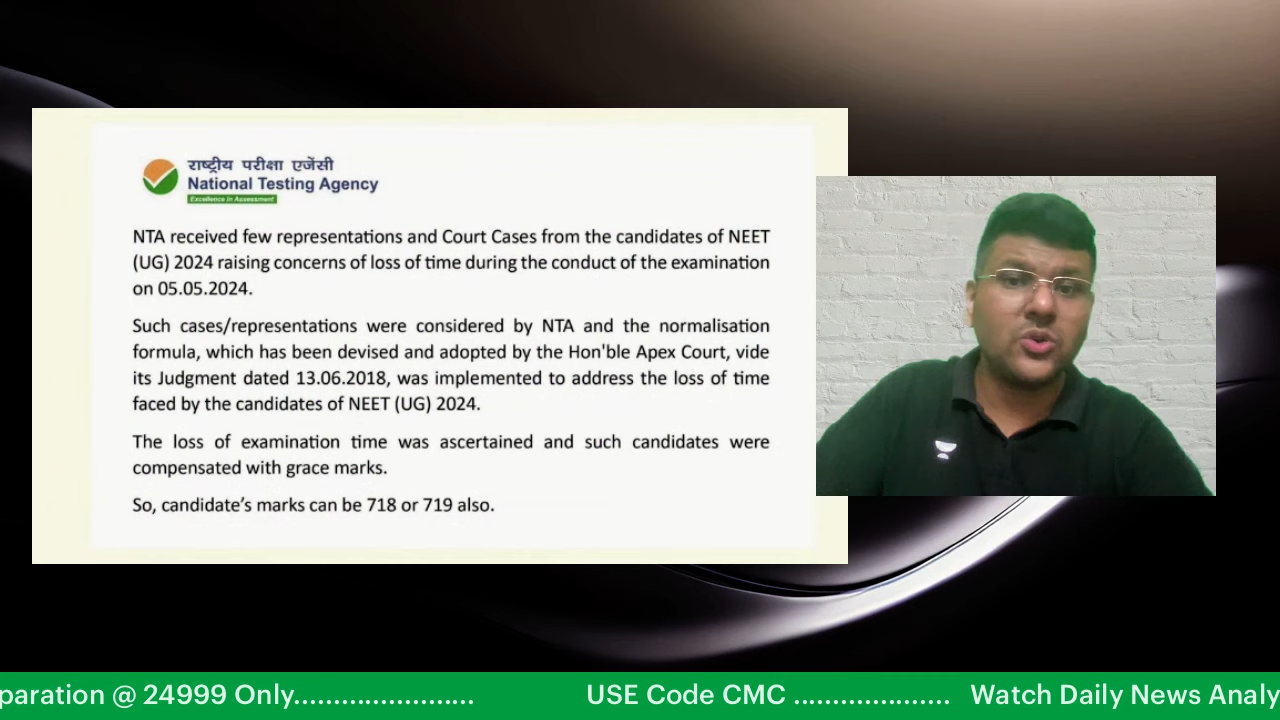 राष्ट्रीय परीक्षा एजेंसी
National Testing Agency
Excellence in Assessment
NTA received few representations and Court Cases from the candidates of NEET
(UG) 2024 raising concerns of loss of time during the conduct of the examination
on 05.05.2024.
Such cases/representations were considered by NTA and the normalisation
formula, which has been devised and adopted by the Hon'ble Apex Court, vide
its Judgment dated 13.06.2018, was implemented to address the loss of time
faced by the candidates of NEET (UG) 2024.
The loss of examination time was ascertained and such candidates were
compensated with grace marks.
So, candidate’s marks can be 718 or 719 also.
paration @ 24999 Only...................... USE Code CMC ................... Watch Daily News Analy